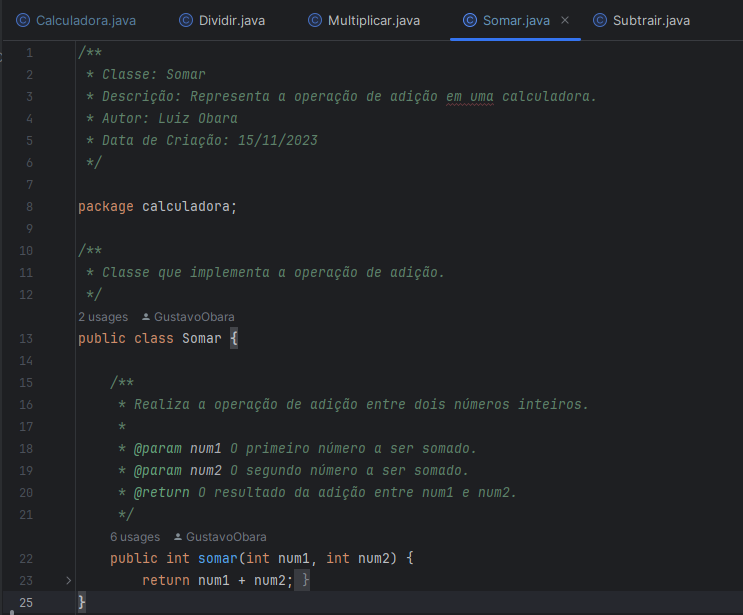 Calculadora.java Dividir.java Multiplicar.java Somar.java Subtrair.java
1 /**
2 * Classe: Somar
3 * Descrição: Representa a operação de adição em uma calculadora.
4 * Autor: Luiz Obara
5 * Data de Criação: 15/11/2023
6 */
7
8 package calculadora;
9
10 /**
11 * Classe que implementa a operação de adição.
12 */
2 usages GustavoObara
13 public class Somar {
14
15 /**
16 * Realiza a operação de adição entre dois números inteiros.
17 *
18 * @param num1 O primeiro número a ser somado.
19 * @param num2 O segundo número a ser somado.
20 * @return O resultado da adição entre num1 e num2.
21 */
6 usages GustavoObara
22 public int somar(int num1, int num2) {
23 return num1 + num2; }
25 }